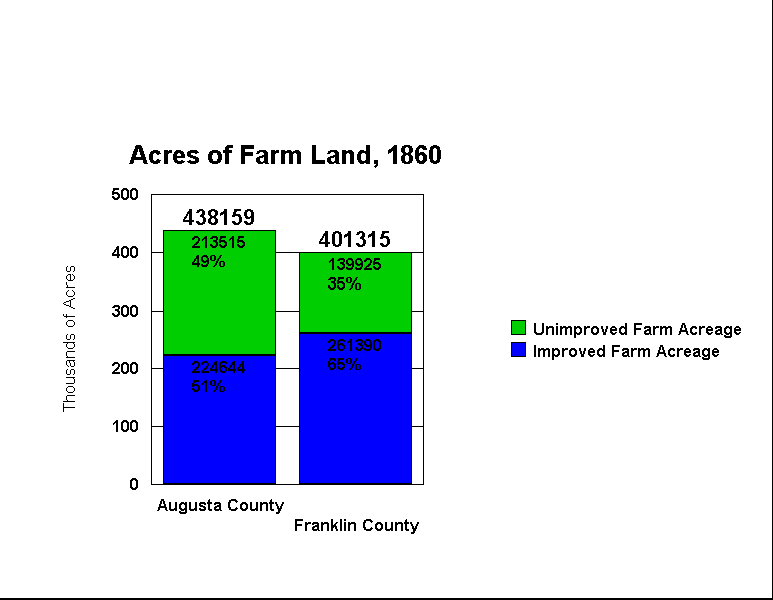 Acres of Farm Land, 1860
500
400
300
200
100
0
Thousands of Acres
438159
213515
49%
224644
51%
401315
139925
35%
261390
65%
Augusta County
Franklin County
Unimproved Farm Acreage
Improved Farm Acreage